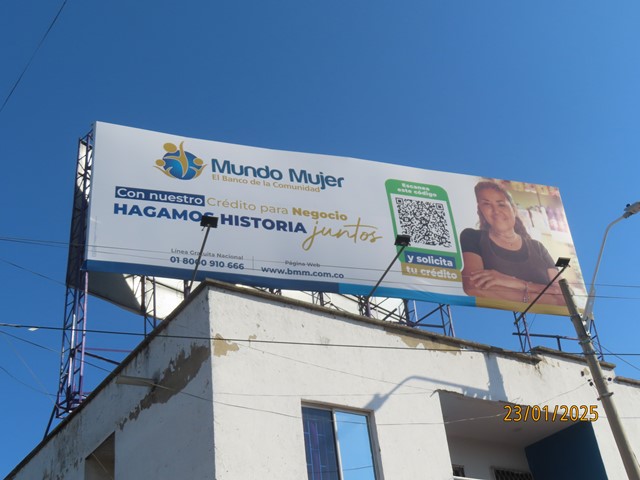 Mundo Mujer
El Banco de la Comunidad
Con nuestro Crédito para Negocio
HAGAMOS HISTORIA juntos
Línea Gratuita Nacional
01 8000 910 666
Página Web
www.bmm.com.co
Escanea
este código
y solicita
tu crédito
23/01/2025